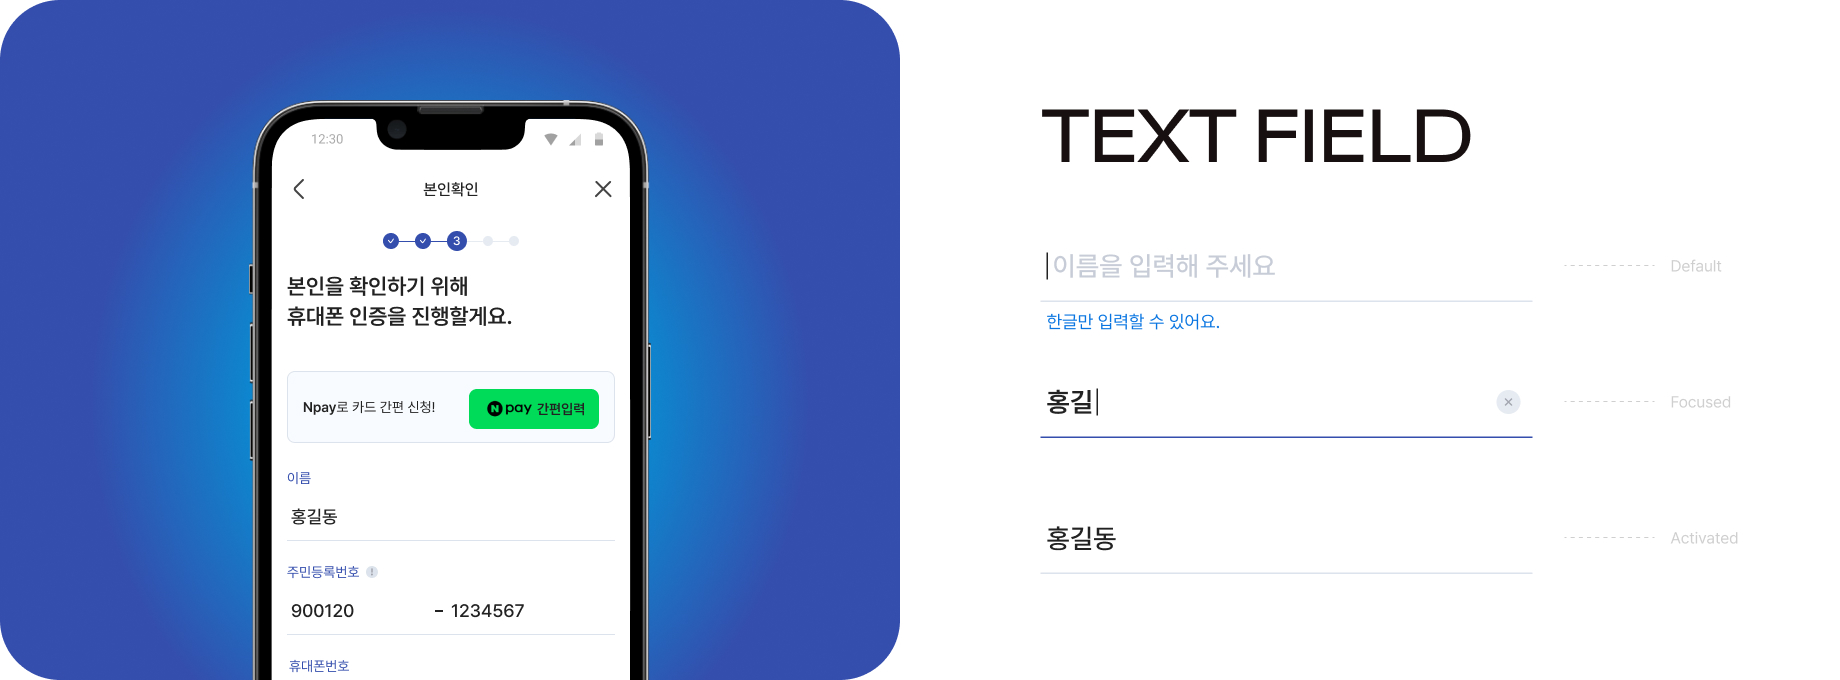 12:30
본인확인
3
본인을 확인하기 위해
휴대폰 인증을 진행할게요.
Npay로 카드 간편 신청!
N pay 간편입력
이름
홍길동
주민등록번호
900120 - 1234567
휴대폰번호
TEXT FIELD
이름을 입력해 주세요
Default
한글만 입력할 수 있어요.
홍길
Focused
홍길동
Activated